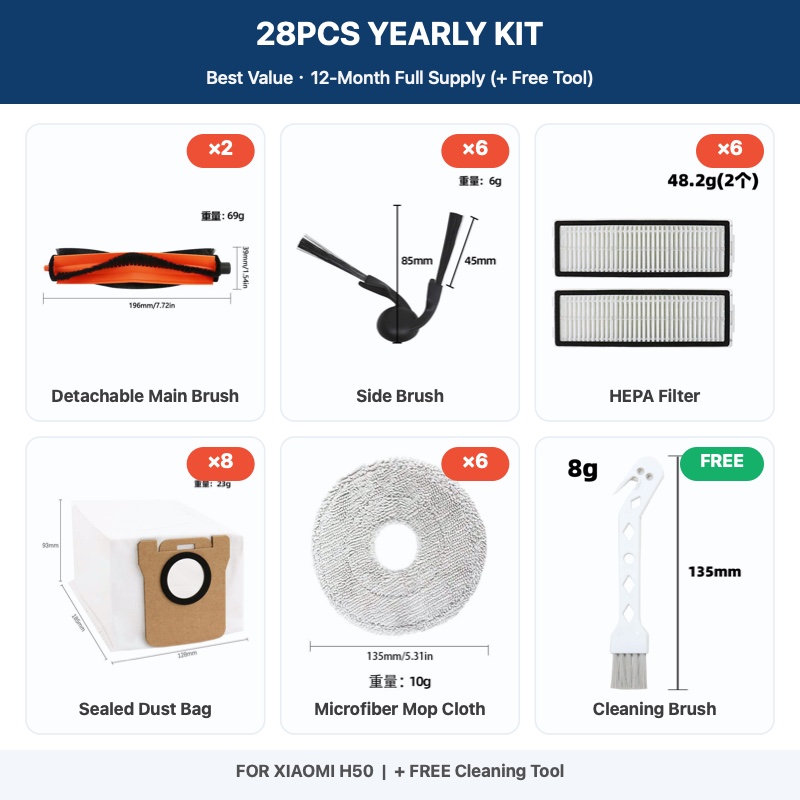 28PCS YEARLY KIT
Best Value · 12-Month Full Supply (+ Free Tool)
×2
重量: 69g
39mm/1.54in
196mm/7.72in
Detachable Main Brush
×6
重量: 6g
85mm
45mm
Side Brush
×6
48.2g(2个)
HEPA Filter
×8
重量: 23g
93mm
185mm
128mm
Sealed Dust Bag
×6
135mm/5.31in
重量: 10g
Microfiber Mop Cloth
FREE
8g
135mm
Cleaning Brush
FOR XIAOMI H50 | + FREE Cleaning Tool